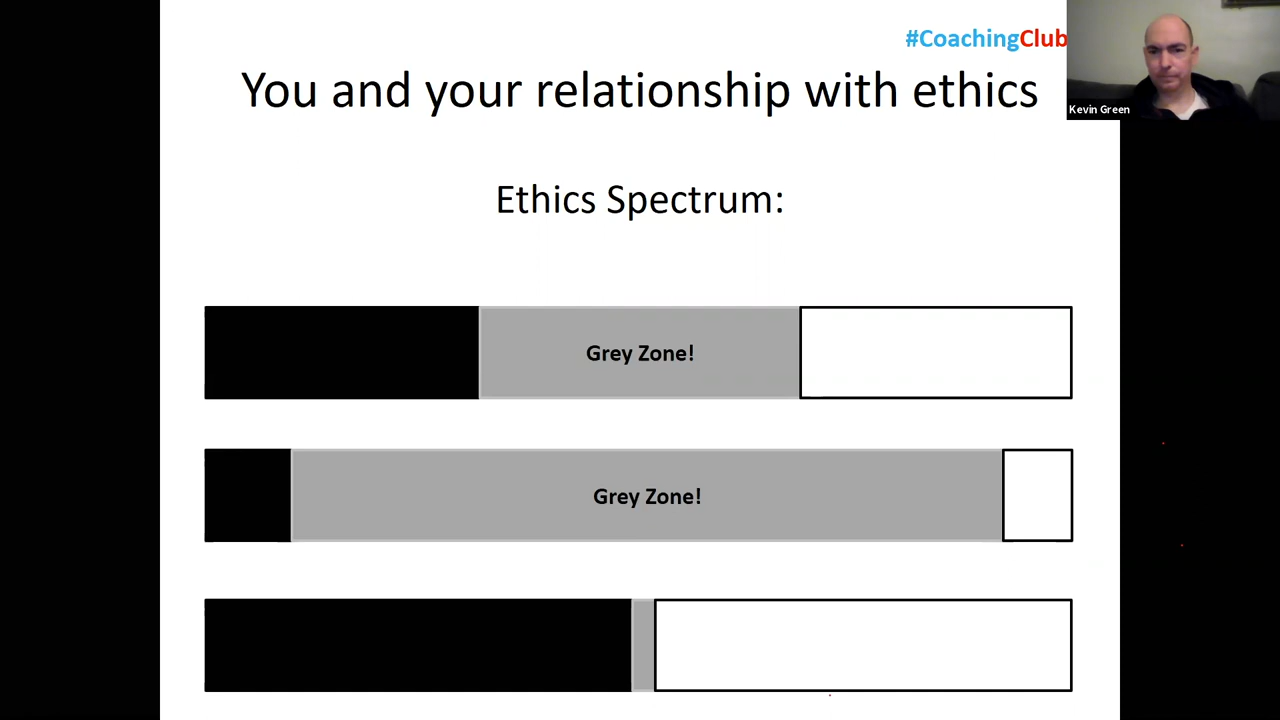 #CoachingClub
You and your relationship with ethics
Kevin Green
Ethics Spectrum:
Grey Zone!
Grey Zone!